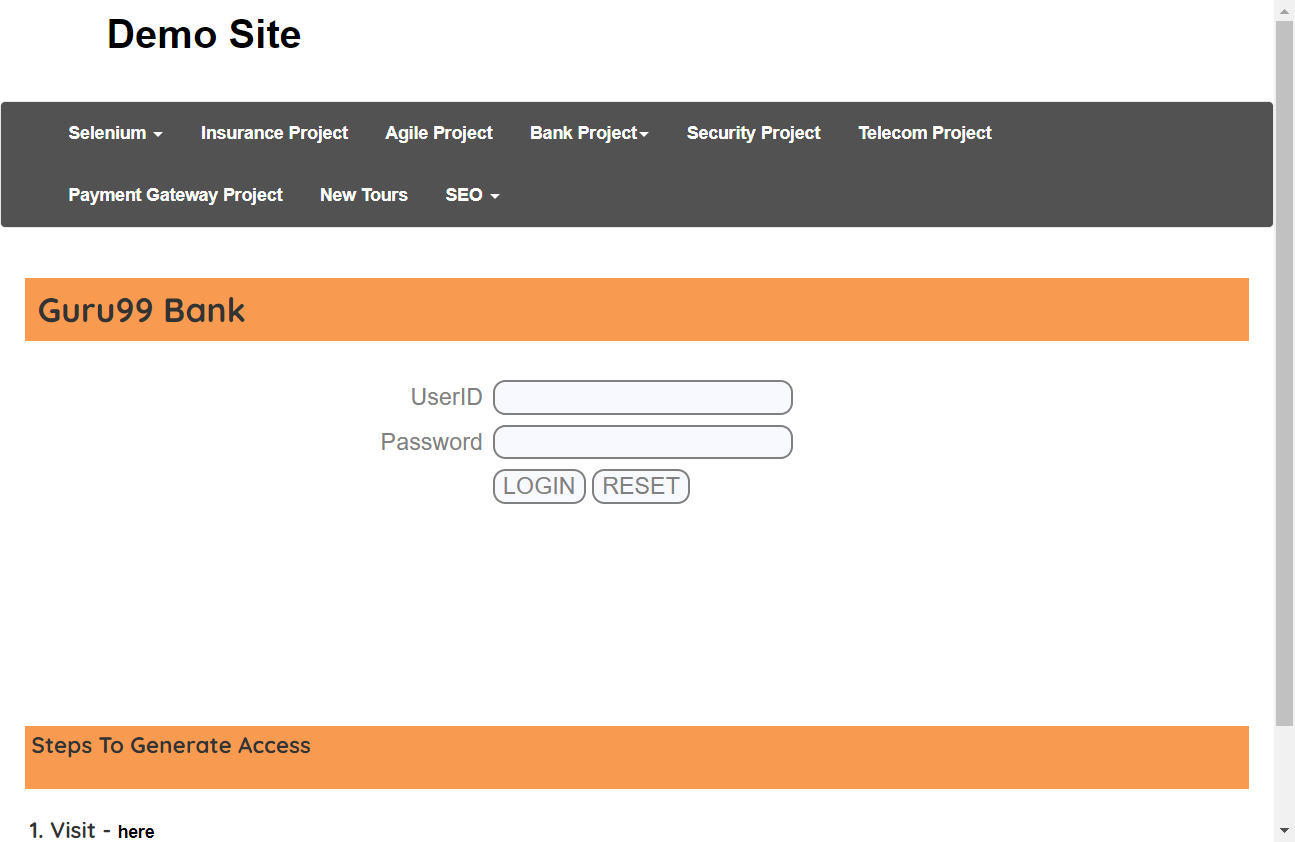 Demo Site
Selenium Insurance Project Agile Project Bank Project Security Project Telecom Project
Payment Gateway Project New Tours SEO
Guru99 Bank
UserID
Password
LOGIN RESET
Steps To Generate Access
1. Visit - here